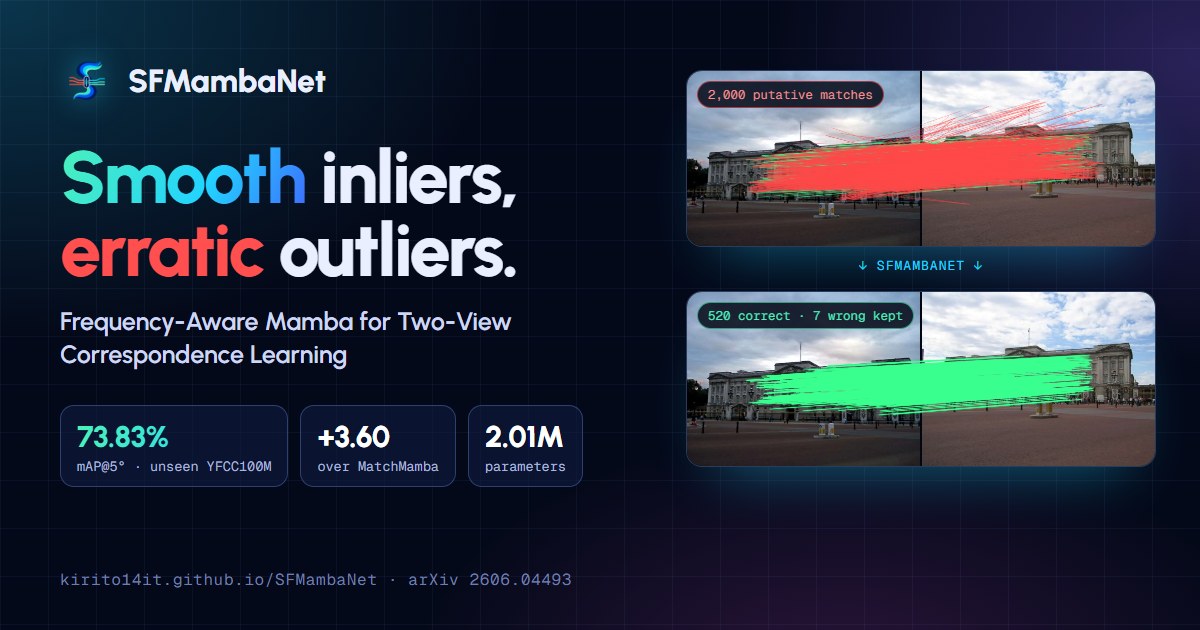 SFMambaNet
Smooth inliers,
erratic outliers.
Frequency-Aware Mamba for Two-View
Correspondence Learning
73.83%
mAP@5° · unseen YFCC100M
+3.60
over MatchMamba
2.01M
parameters
kirito14it.github.io/SFMambaNet · arXiv 2606.04493
2,000 putative matches
↓ SFMAMBANET ↓
520 correct · 7 wrong kept